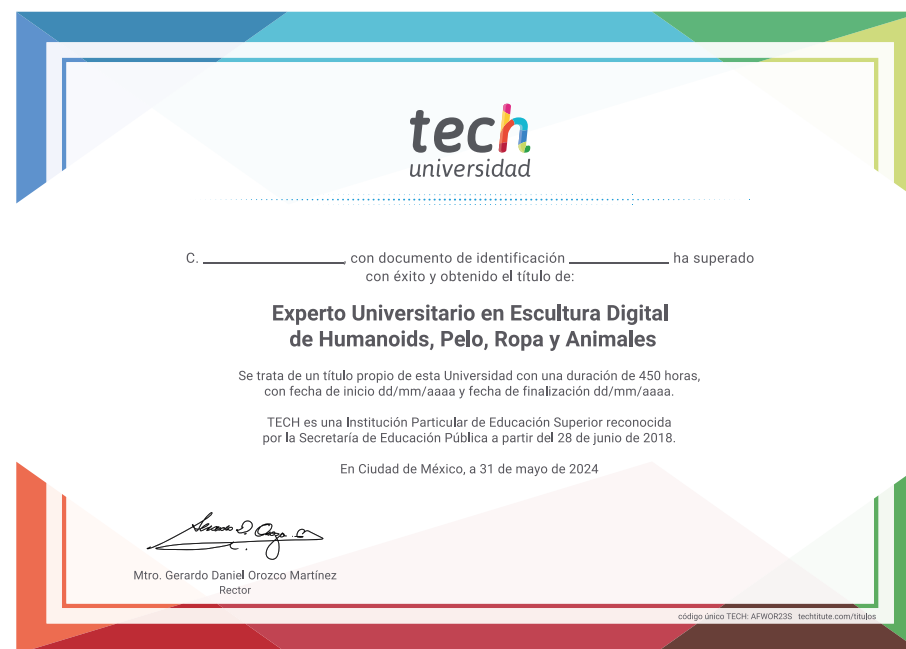 tech
universidad
C. ____________, con documento de identificación ____________ ha superado
con éxito y obtenido el título de:
Experto Universitario en Escultura Digital
de Humanoids, Pelo, Ropa y Animales
Se trata de un título propio de esta Universidad con una duración de 450 horas,
con fecha de inicio dd/mm/aaaa y fecha de finalización dd/mm/aaaa.
TECH es una Institución Particular de Educación Superior reconocida
por la Secretaría de Educación Pública a partir del 28 de junio de 2018.
En Ciudad de México, a 31 de mayo de 2024
Mtro. Gerardo Daniel Orozco Martínez
Rector
código único TECH: AFWOR23S techtitute.com/titulos